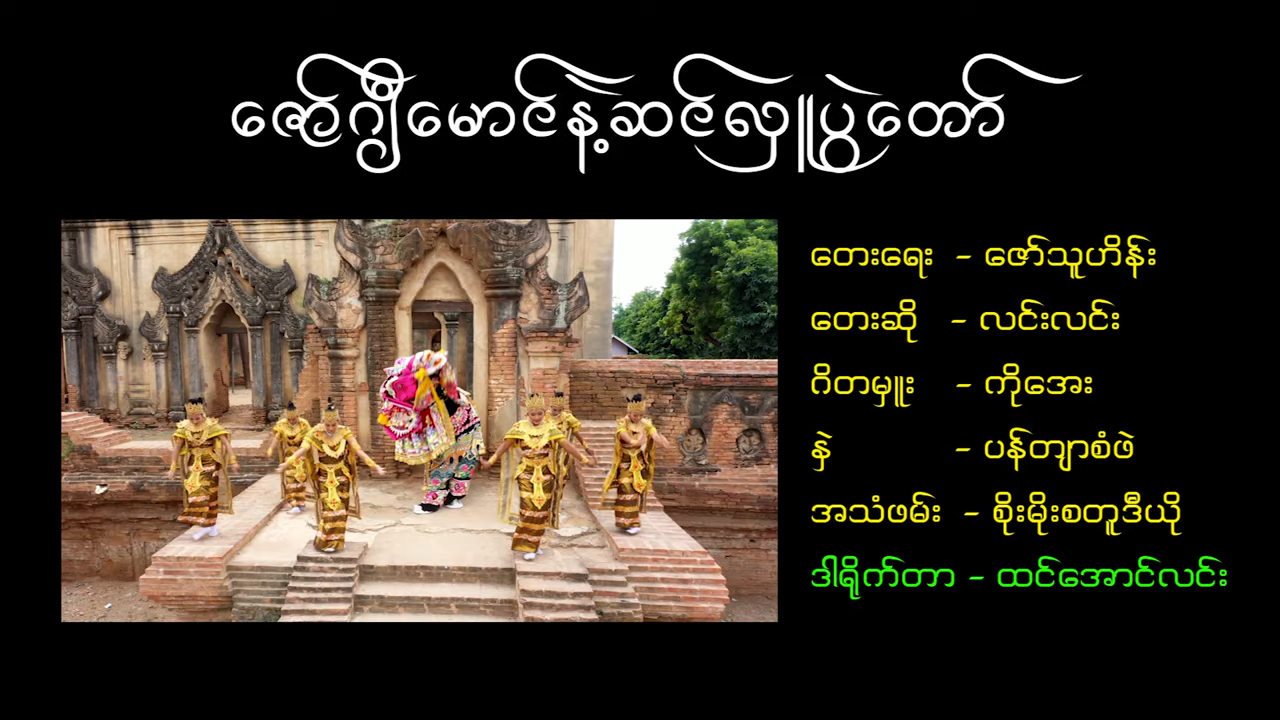 ဇော်ဂျီမောင်နဲ့ဆင်လှူပွဲတော်
တေးရေး - ဇော်သူဟိန်း
တေးဆို - လင်းလင်း
ဂီတမှူး - ကိုအေး
နှဲ - ပန်တျာစံဖဲ
အသံဖမ်း - စိုးမိုးစတူဒီယို
ဒါရိုက်တာ - ထင်အောင်လင်း